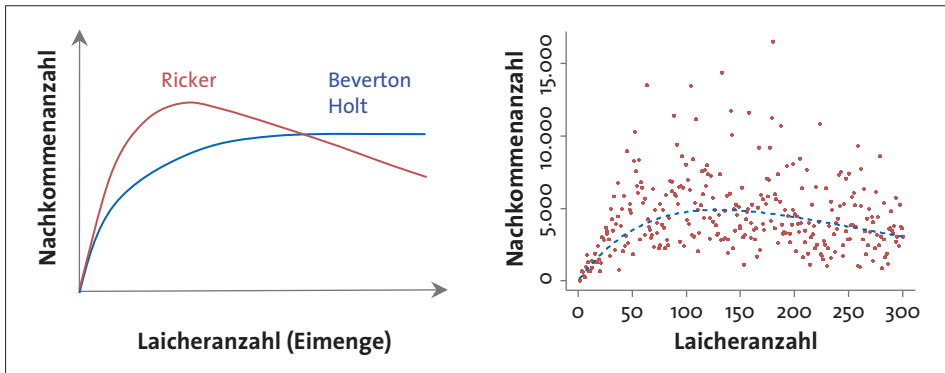 Nachkommenanzahl
Ricker
Beverton
Holt
Laicheranzahl (Eimenge)
Nachkommenanzahl
15.000
10.000
5.000
0
0 50 100 150 200 250 300
Laicheranzahl